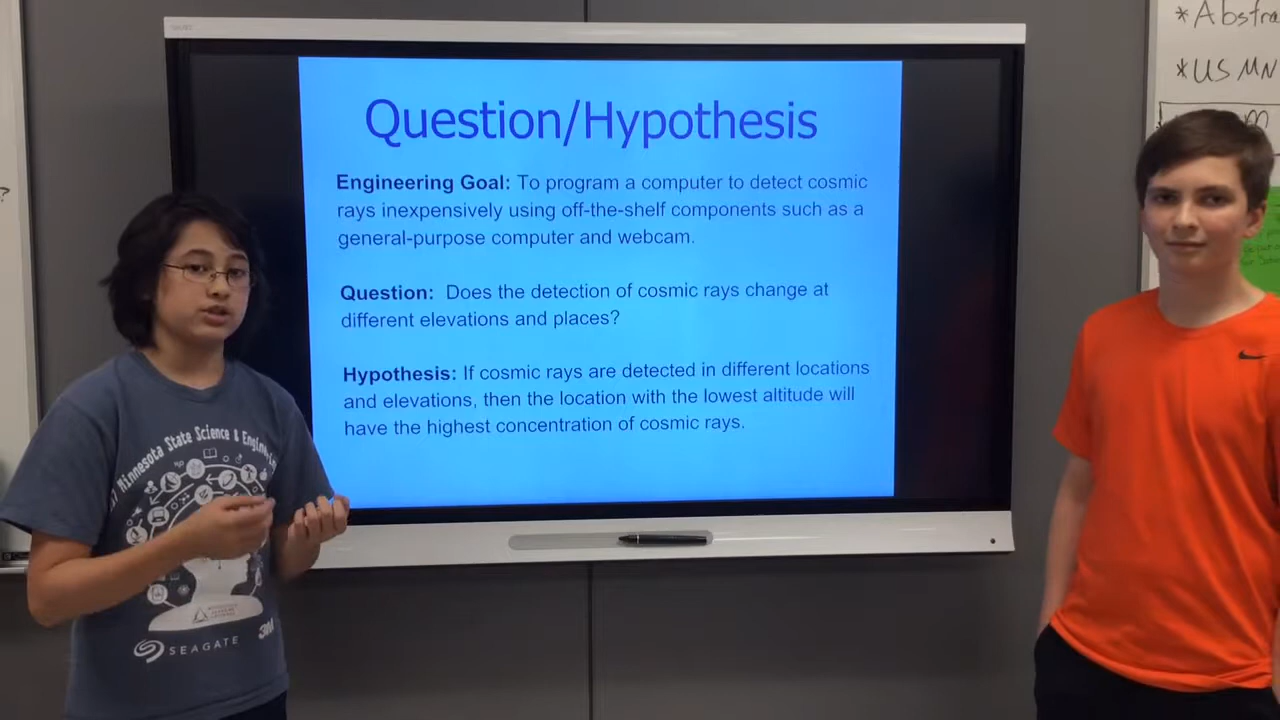 Question/Hypothesis
Engineering Goal: To program a computer to detect cosmic
rays inexpensively using off-the-shelf components such as a
general-purpose computer and webcam.
Question: Does the detection of cosmic rays change at
different elevations and places?
Hypothesis: If cosmic rays are detected in different locations
and elevations, then the location with the lowest altitude will
have the highest concentration of cosmic rays.
*Abstra
*US MN
m
?
Minnesota State Science & Engine
SEAGATE
3M